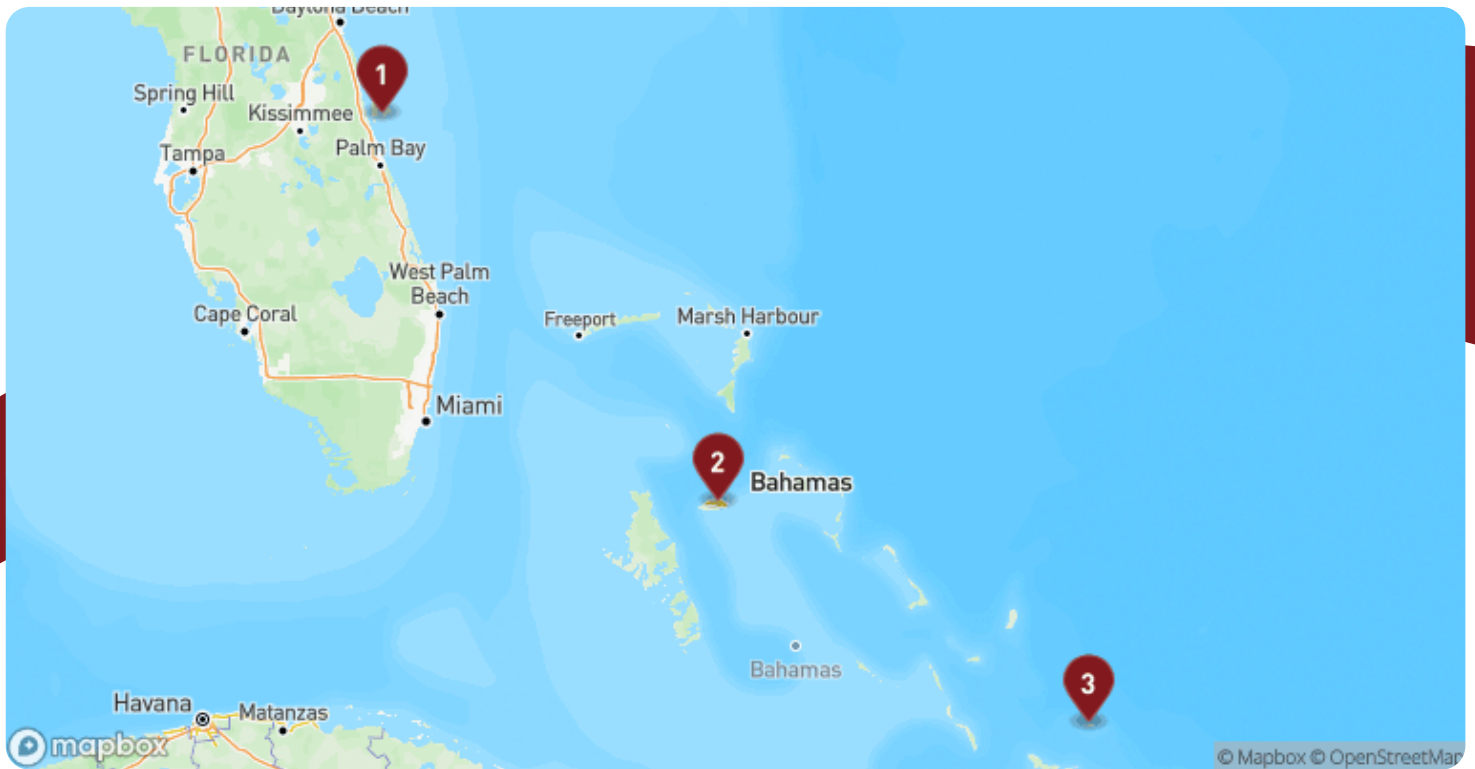 Daytona Beach
FLORIDA
1
Spring Hill
Kissimmee
Palm Bay
Tampa
West Palm
Beach
Cape Coral
Freeport
Marsh Harbour
Miami
2
Bahamas
Bahamas
3
Havana
Matanzas
mapbox
© Mapbox © OpenStreetMap